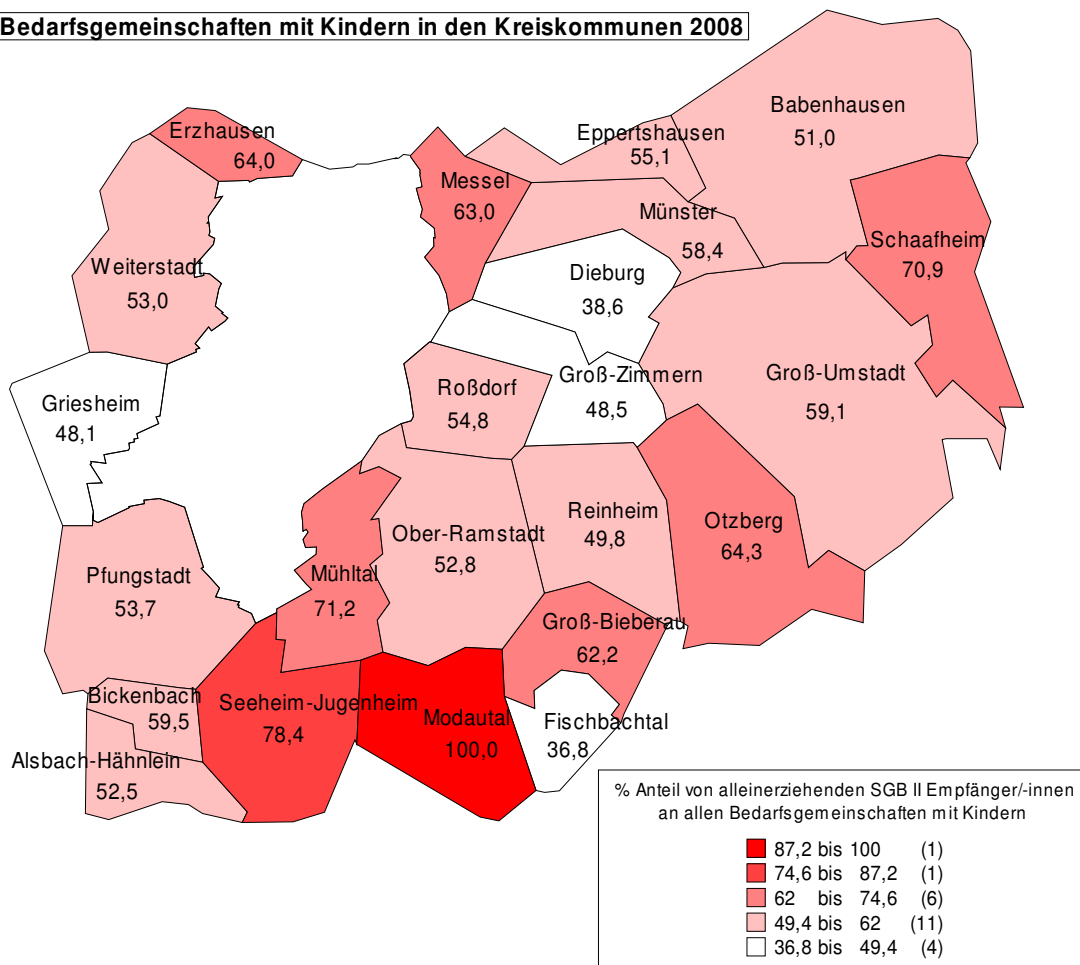 Bedarfsgemeinschaften mit Kindern in den Kreiskommunen 2008
Babenhausen
51,0
Erzhausen
64,0
Eppertshausen
55,1
Messel
63,0
Münster
58,4
Schaafheim
70,9
Weiterstadt
53,0
Dieburg
38,6
Groß-Zimmern
48,5
Groß-Umstadt
59,1
Roßdorf
54,8
Griesheim
48,1
Reinheim
49,8
Otzberg
64,3
Ober-Ramstadt
52,8
Mühltal
71,2
Pfungstadt
53,7
Groß-Bieberau
62,2
Bickenbach
59,5
Seeheim-Jugenheim
78,4
Modautal
100,0
Fischbachtal
36,8
Alsbach-Hähnlein
52,5
% Anteil von alleinerziehenden SGB II Empfänger/-innen
an allen Bedarfsgemeinschaften mit Kindern
87,2 bis 100 (1)
74,6 bis 87,2 (1)
62 bis 74,6 (6)
49,4 bis 62 (11)
36,8 bis 49,4 (4)